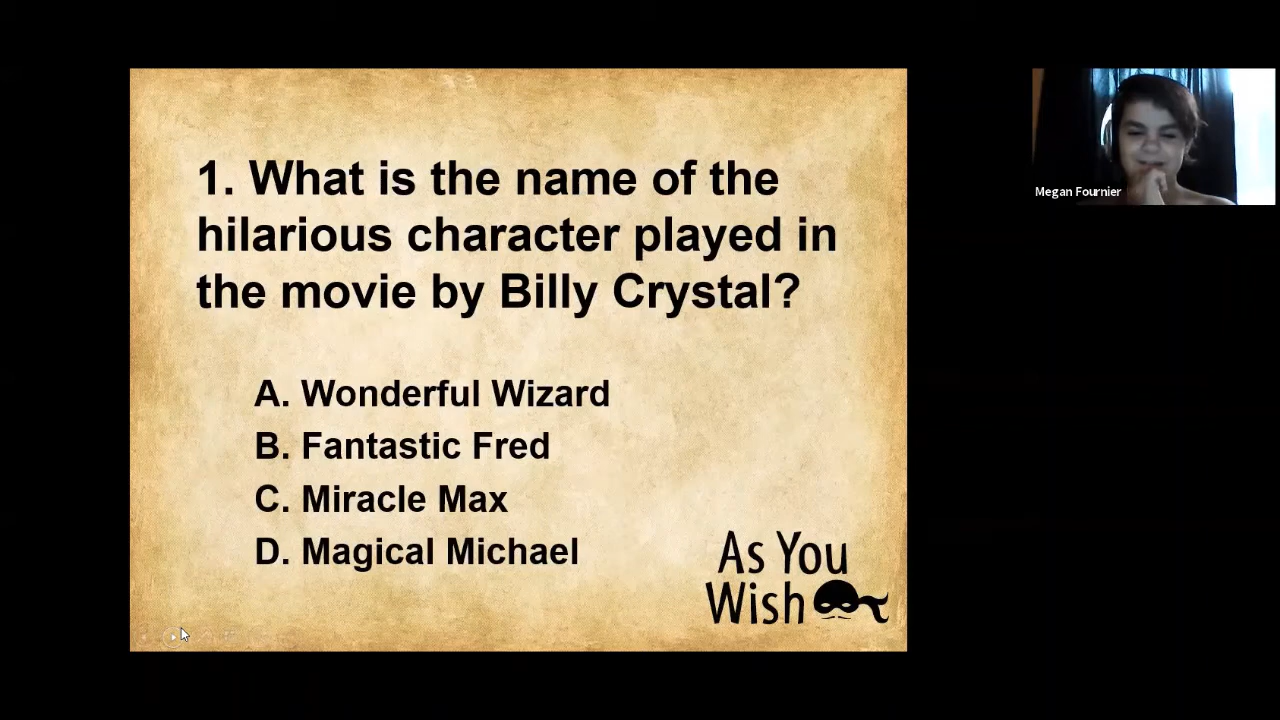 1. What is the name of the
hilarious character played in
the movie by Billy Crystal?
A. Wonderful Wizard
B. Fantastic Fred
C. Miracle Max
D. Magical Michael
As You
Wish
Megan Fournier